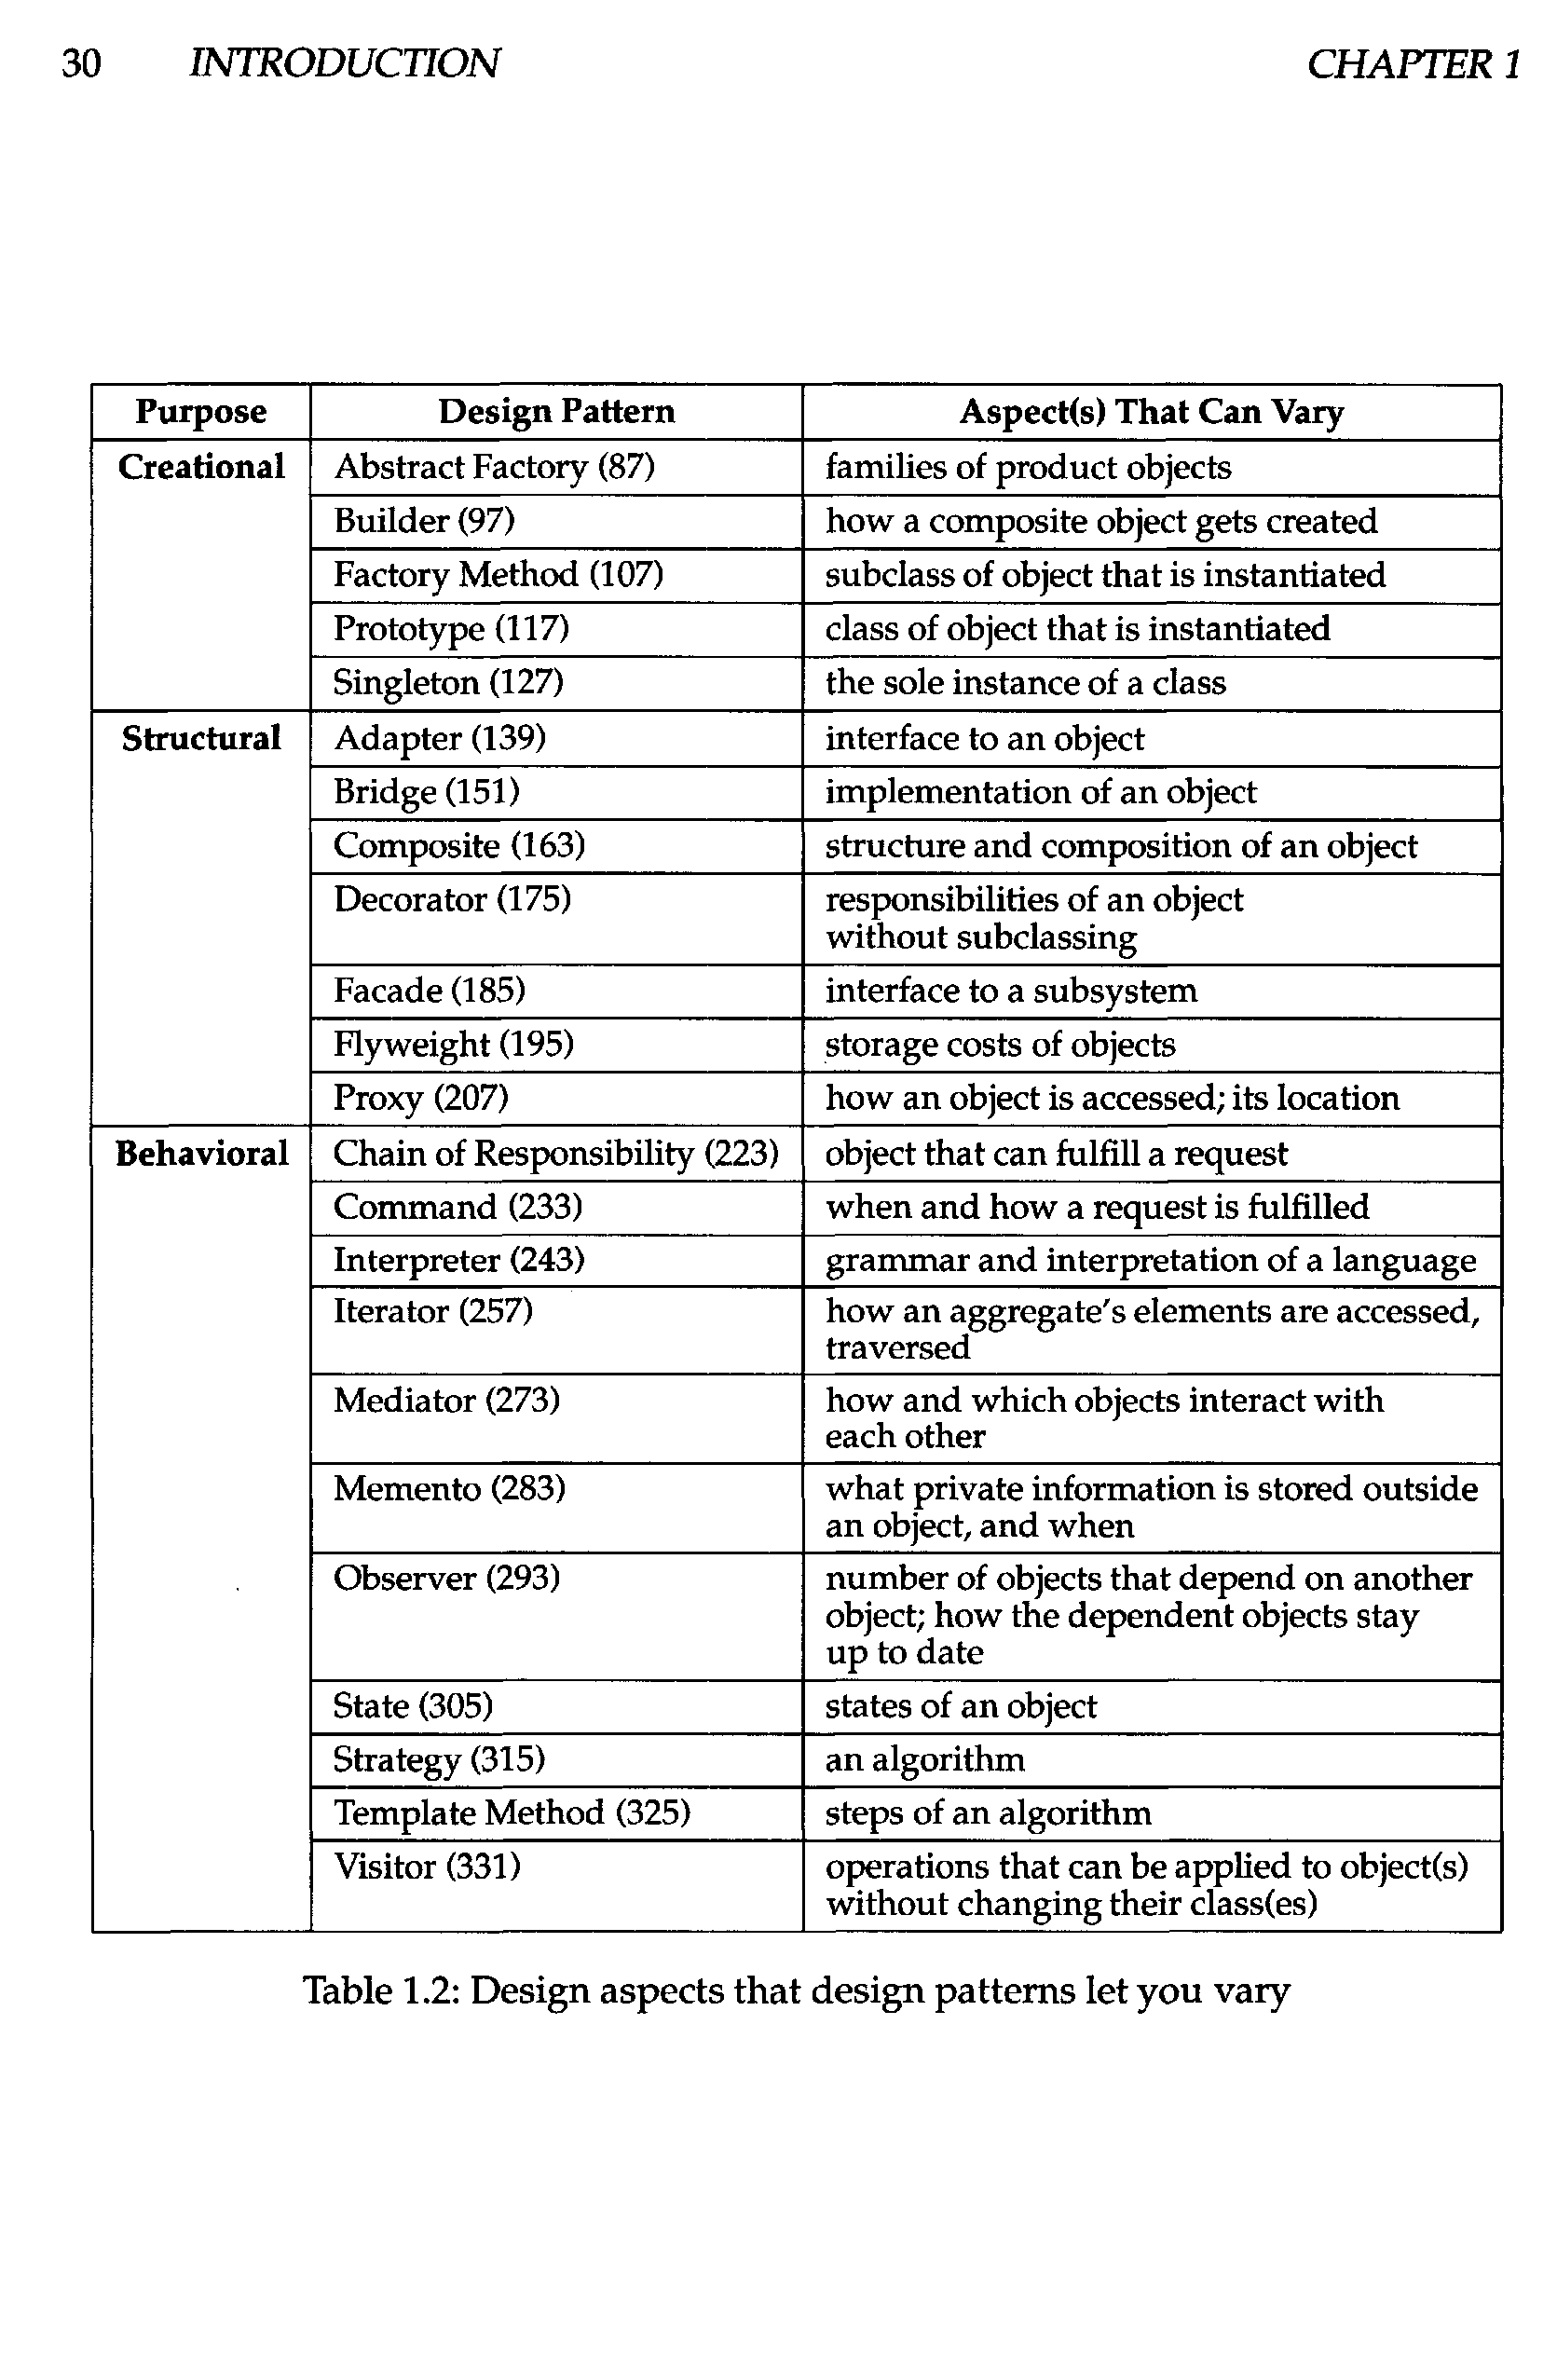 30 INTRODUCTION CHAPTER 1
Purpose Design Pattern Aspect(s) That Can Vary
Creational Abstract Factory (87) families of product objects
Builder (97) how a composite object gets created
Factory Method (107) subclass of object that is instantiated
Prototype (117) class of object that is instantiated
Singleton (127) the sole instance of a class
Structural Adapter (139) interface to an object
Bridge (151) implementation of an object
Composite (163) structure and composition of an object
Decorator (175) responsibilities of an object
without subclassing
Facade (185) interface to a subsystem
Flyweight (195) storage costs of objects
Proxy (207) how an object is accessed; its location
Behavioral Chain of Responsibility (223) object that can fulfill a request
Command (233) when and how a request is fulfilled
Interpreter (243) grammar and interpretation of a language
Iterator (257) how an aggregate's elements are accessed,
traversed
Mediator (273) how and which objects interact with
each other
Memento (283) what private information is stored outside
an object, and when
Observer (293) number of objects that depend on another
object; how the dependent objects stay
up to date
State (305) states of an object
Strategy (315) an algorithm
Template Method (325) steps of an algorithm
Visitor (331) operations that can be applied to object(s)
without changing their class(es)
Table 1.2: Design aspects that design patterns let you vary